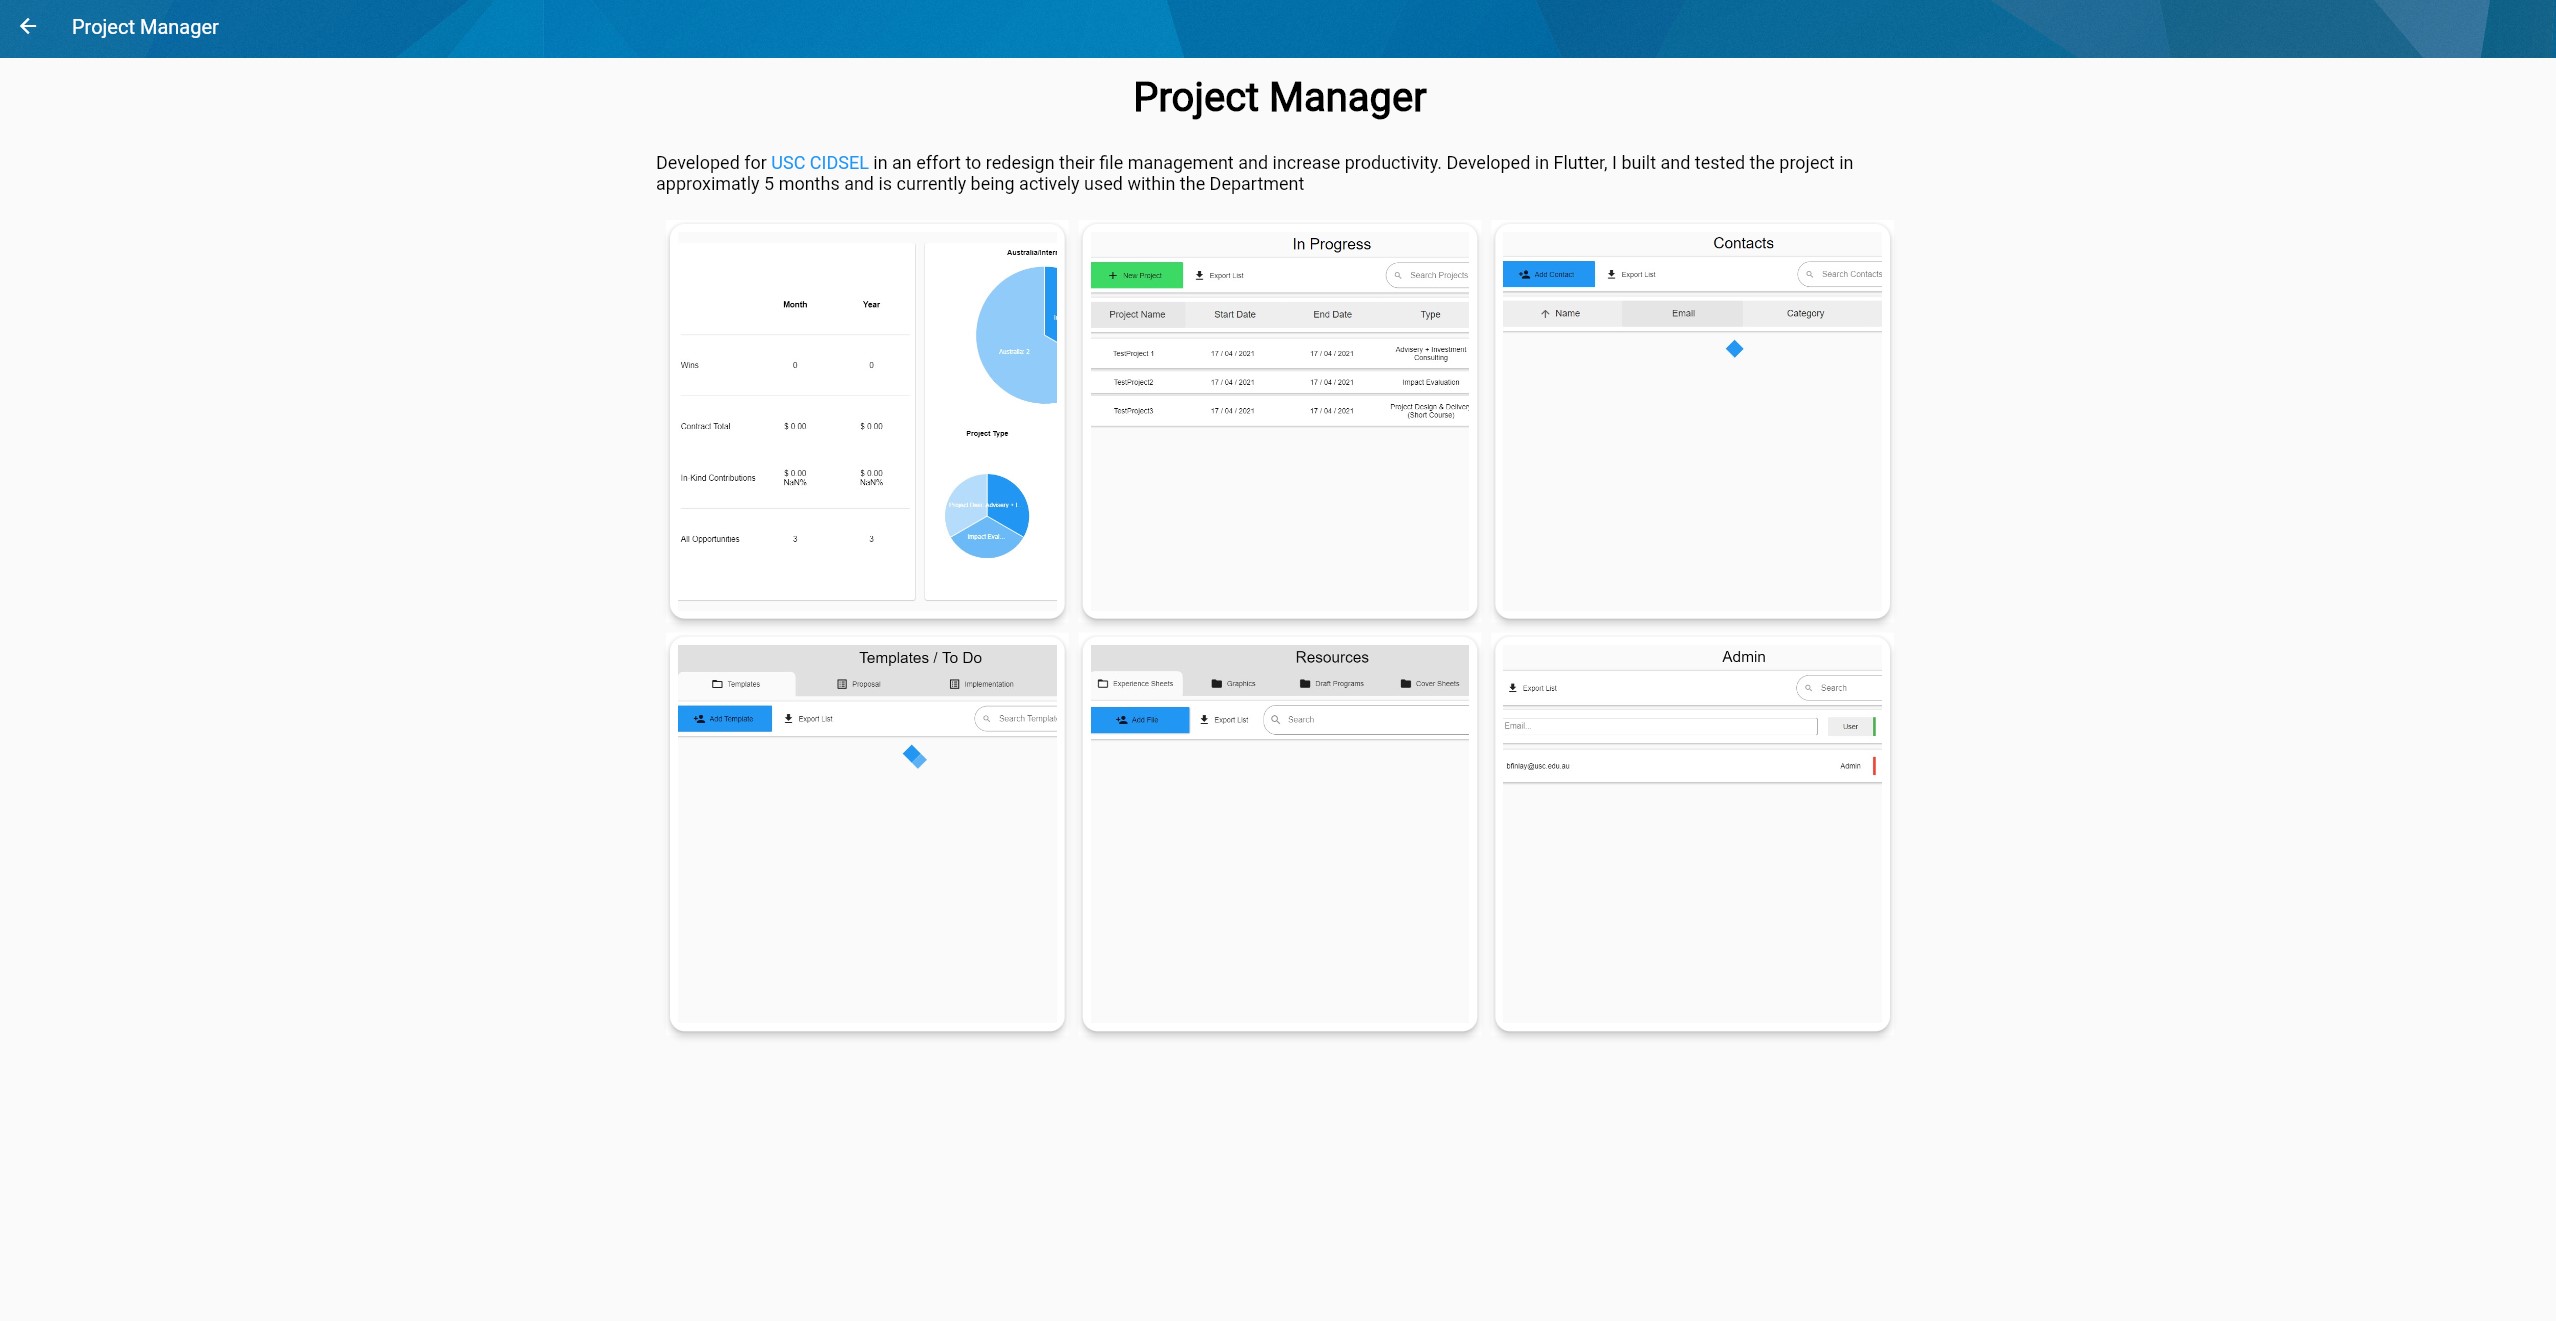 Project Manager
Project Manager
Developed for USC CIDSEL in an effort to redesign their file management and increase productivity. Developed in Flutter, I built and tested the project in
approximatly 5 months and is currently being actively used within the Department
Month Year
Wins 0 0
Contract Total $ 0.00 $ 0.00
In-Kind Contributions $ 0.00 NaN% $ 0.00 NaN%
All Opportunities 3 3
Australia/Intern
Australia: 2
Project Type
Project Desi... Advisery + I...
Impact Eval...
In Progress
New Project Export List Search Projects
Project Name Start Date End Date Type
TestProject 1 17 / 04 / 2021 17 / 04 / 2021 Advisery + Investment
Consulting
TestProject2 17 / 04 / 2021 17 / 04 / 2021 Impact Evaluation
TestProject3 17 / 04 / 2021 17 / 04 / 2021 Project Design & Deliver
(Short Course)
Contacts
Add Contact Export List Search Contacts
Name Email Category
Templates / To Do
Templates Proposal Implementation
Add Template Export List Search Templat
Resources
Experience Sheets Graphics Draft Programs Cover Sheets
Add File Export List Search
Admin
Export List Search
Email... User
bfinlay@usc.edu.au Admin